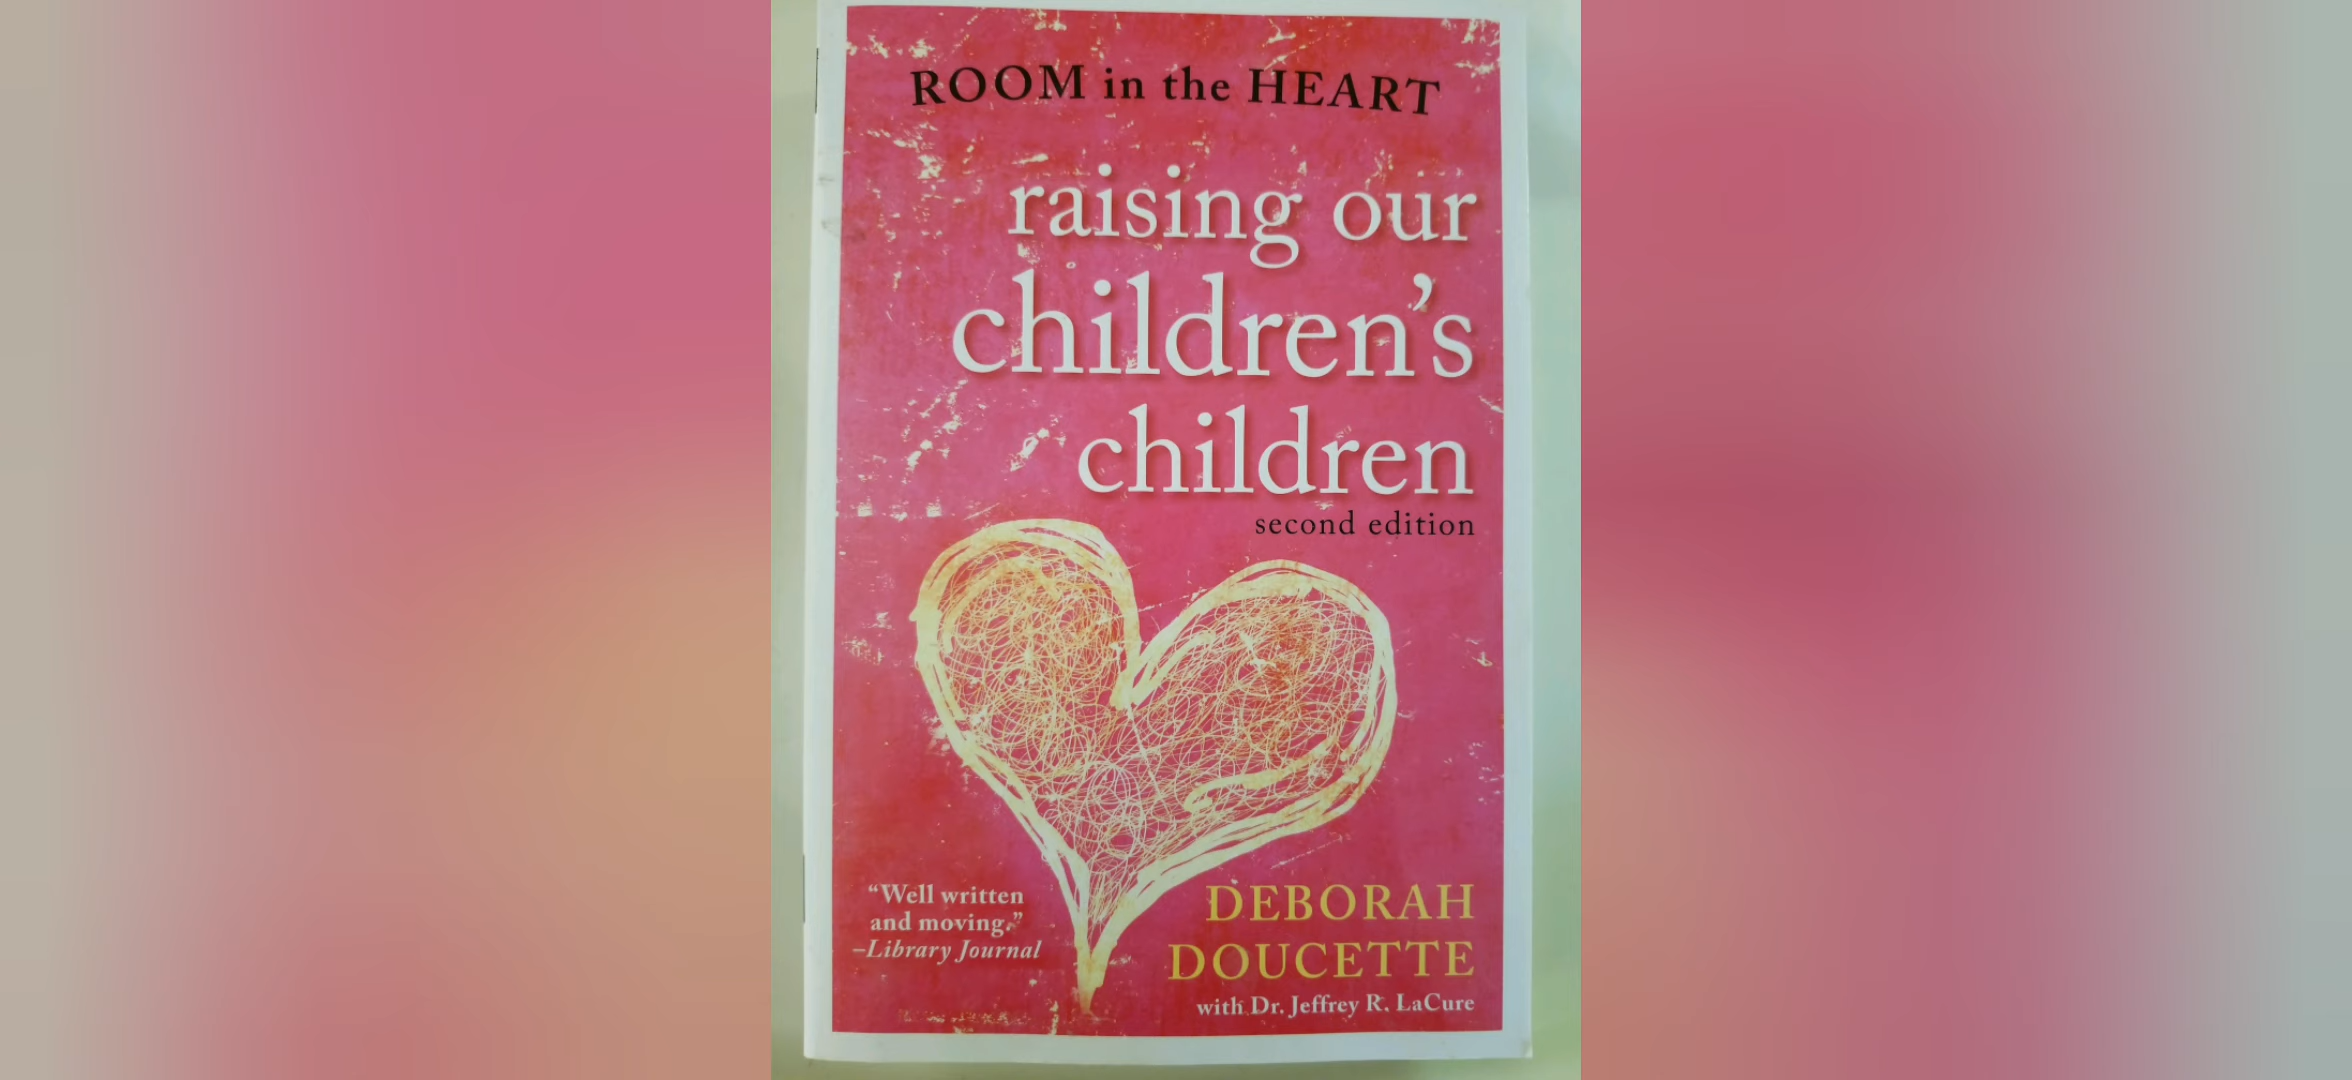 ROOM in the HEART
raising our
children's
children
second edition
“Well written
and moving.”
–Library Journal
DEBORAH
DOUCETTE
with Dr. Jeffrey R. LaCure